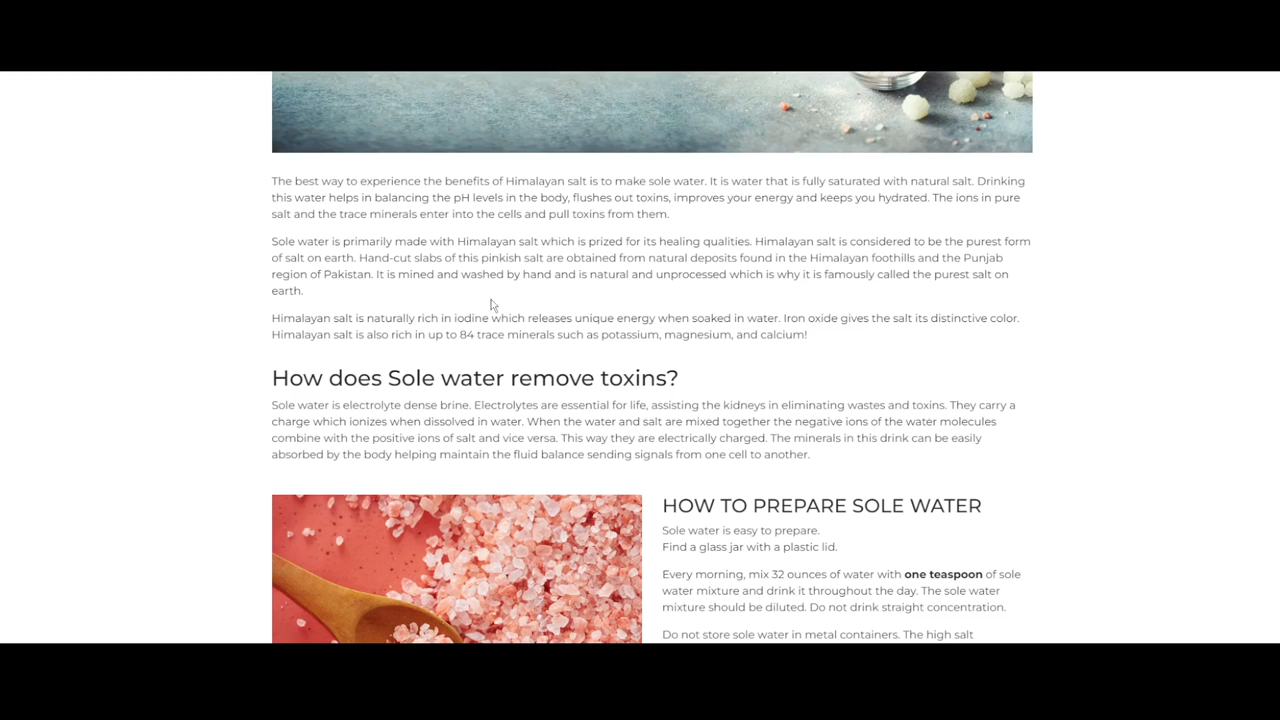 The best way to experience the benefits of Himalayan salt is to make sole water. It is water that is fully saturated with natural salt. Drinking
this water helps in balancing the pH levels in the body, flushes out toxins, improves your energy and keeps you hydrated. The ions in pure
salt and the trace minerals enter into the cells and pull toxins from them.
Sole water is primarily made with Himalayan salt which is prized for its healing qualities. Himalayan salt is considered to be the purest form
of salt on earth. Hand-cut slabs of this pinkish salt are obtained from natural deposits found in the Himalayan foothills and the Punjab
region of Pakistan. It is mined and washed by hand and is natural and unprocessed which is why it is famously called the purest salt on
earth.
Himalayan salt is naturally rich in iodine which releases unique energy when soaked in water. Iron oxide gives the salt its distinctive color.
Himalayan salt is also rich in up to 84 trace minerals such as potassium, magnesium, and calcium!
How does Sole water remove toxins?
Sole water is electrolyte dense brine. Electrolytes are essential for life, assisting the kidneys in eliminating wastes and toxins. They carry a
charge which ionizes when dissolved in water. When the water and salt are mixed together the negative ions of the water molecules
combine with the positive ions of salt and vice versa. This way they are electrically charged. The minerals in this drink can be easily
absorbed by the body helping maintain the fluid balance sending signals from one cell to another.
HOW TO PREPARE SOLE WATER
Sole water is easy to prepare.
Find a glass jar with a plastic lid.
Every morning, mix 32 ounces of water with one teaspoon of sole
water mixture and drink it throughout the day. The sole water
mixture should be diluted. Do not drink straight concentration.
Do not store sole water in metal containers. The high salt